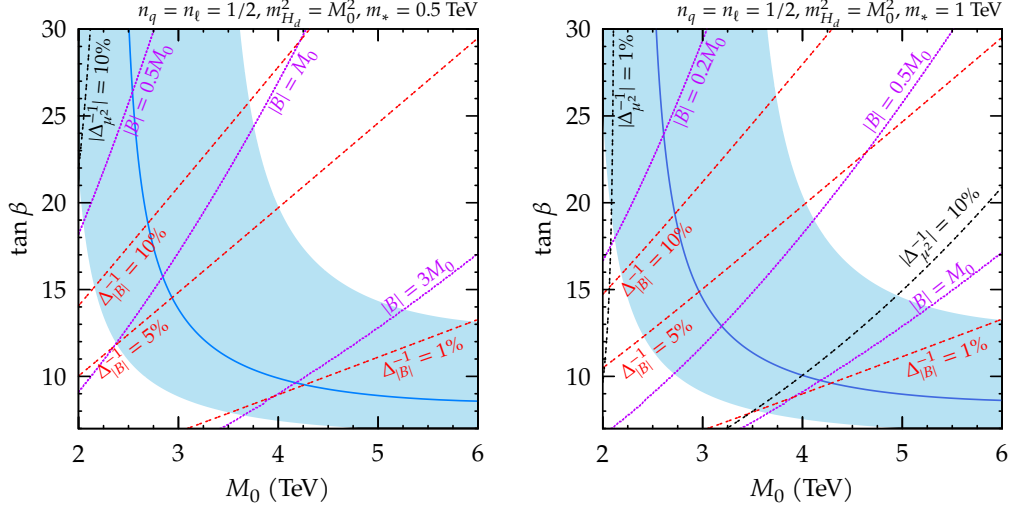 n_q = n_ℓ = 1/2, m²_{H_d} = M_0², m_* = 0.5 TeV
30
25
20
15
10
tan β
2 3 4 5 6
M_0 (TeV)
|Δ^{-1}_{μ²}| = 10%
|B| = 0.5M_0
|B| = M_0
Δ^{-1}_{|B|} = 10%
Δ^{-1}_{|B|} = 5%
|B| = 3M_0
Δ^{-1}_{|B|} = 1%
n_q = n_ℓ = 1/2, m²_{H_d} = M_0², m_* = 1 TeV
30
25
20
15
10
tan β
2 3 4 5 6
M_0 (TeV)
|Δ^{-1}_{μ²}| = 1%
|B| = 0.2M_0
|B| = 0.5M_0
Δ^{-1}_{|B|} = 10%
|Δ^{-1}_{μ²}| = 10%
Δ^{-1}_{|B|} = 5%
|B| = M_0
Δ^{-1}_{|B|} = 1%